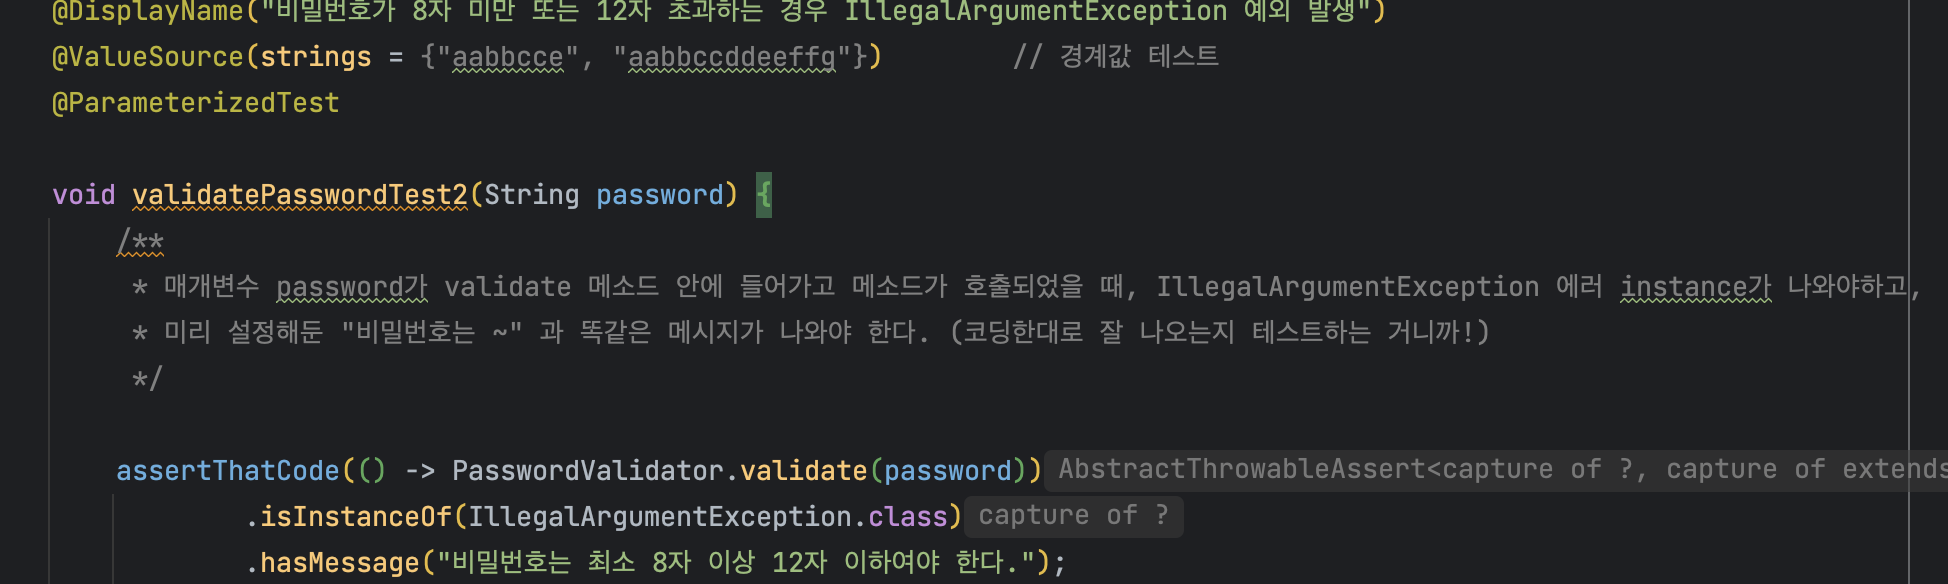 @DisplayName("비밀번호가 8자 미만 또는 12자 초과하는 경우 IllegalArgumentException 예외 발생")
@ValueSource(strings = {"aabbcce", "aabbccddeeffg"})        // 경계값 테스트
@ParameterizedTest
void validatePasswordTest2(String password) {
/**
* 매개변수 password가 validate 메소드 안에 들어가고 메소드가 호출되었을 때, IllegalArgumentException 에러 instance가 나와야하고,
* 미리 설정해둔 "비밀번호는 ~" 과 똑같은 메시지가 나와야 한다. (코딩한대로 잘 나오는지 테스트하는 거니까!)
*/
assertThatCode(() -> PasswordValidator.validate(password)) AbstractThrowableAssert<capture of ?, capture of extends
.isInstanceOf(IllegalArgumentException.class) capture of ?
.hasMessage("비밀번호는 최소 8자 이상 12자 이하여야 한다.");